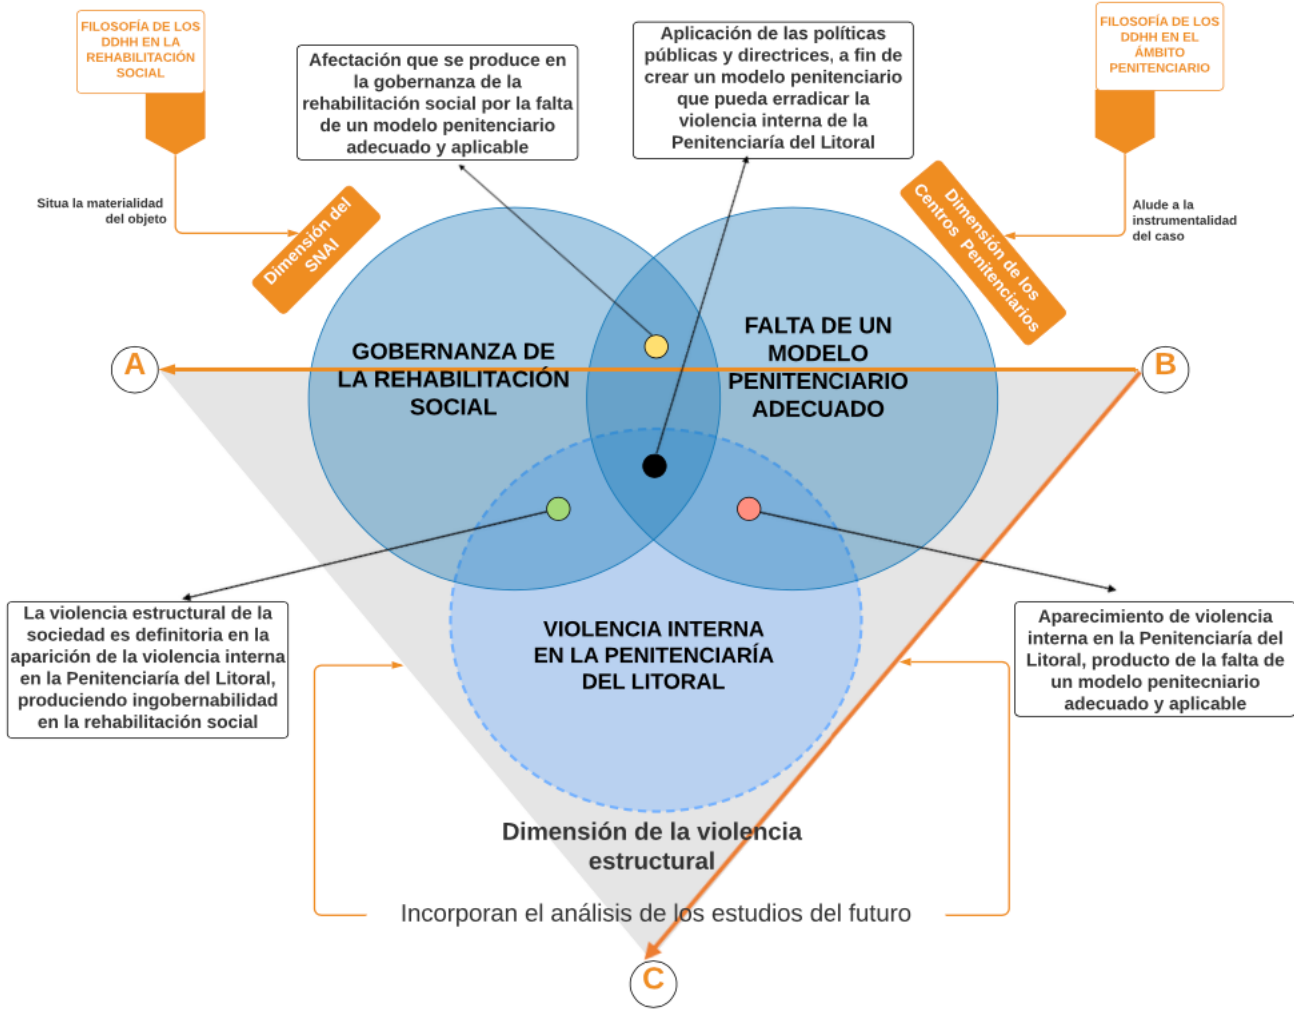 FILOSOFÍA DE LOS
DDHH EN LA
REHABILITACIÓN
SOCIAL
Afectación que se produce en
la gobernanza de la
rehabilitación social por la falta
de un modelo penitenciario
adecuado y aplicable
Aplicación de las políticas
públicas y directrices, a fin de
crear un modelo penitenciario
que pueda erradicar la
violencia interna de la
Penitenciaría del Litoral
FILOSOFÍA DE LOS
DDHH EN EL
ÁMBITO
PENITENCIARIO
Situa la materialidad
del objeto
Dimensión del
SNAI
Dimensión de los
Centros Penitenciarios
Alude a la
instrumentalidad
del caso
A
GOBERNANZA DE
LA REHABILITACIÓN
SOCIAL
FALTA DE UN
MODELO
PENITENCIARIO
ADECUADO
B
La violencia estructural de la
sociedad es definitoria en la
aparición de la violencia interna
en la Penitenciaría del Litoral,
produciendo ingobernabilidad
en la rehabilitación social
VIOLENCIA INTERNA
EN LA PENITENCIARÍA
DEL LITORAL
Aparecimiento de violencia
interna en la Penitenciaría del
Litoral, producto de la falta de
un modelo penitecniario
adecuado y aplicable
Dimensión de la violencia
estructural
Incorporan el análisis de los estudios del futuro
C